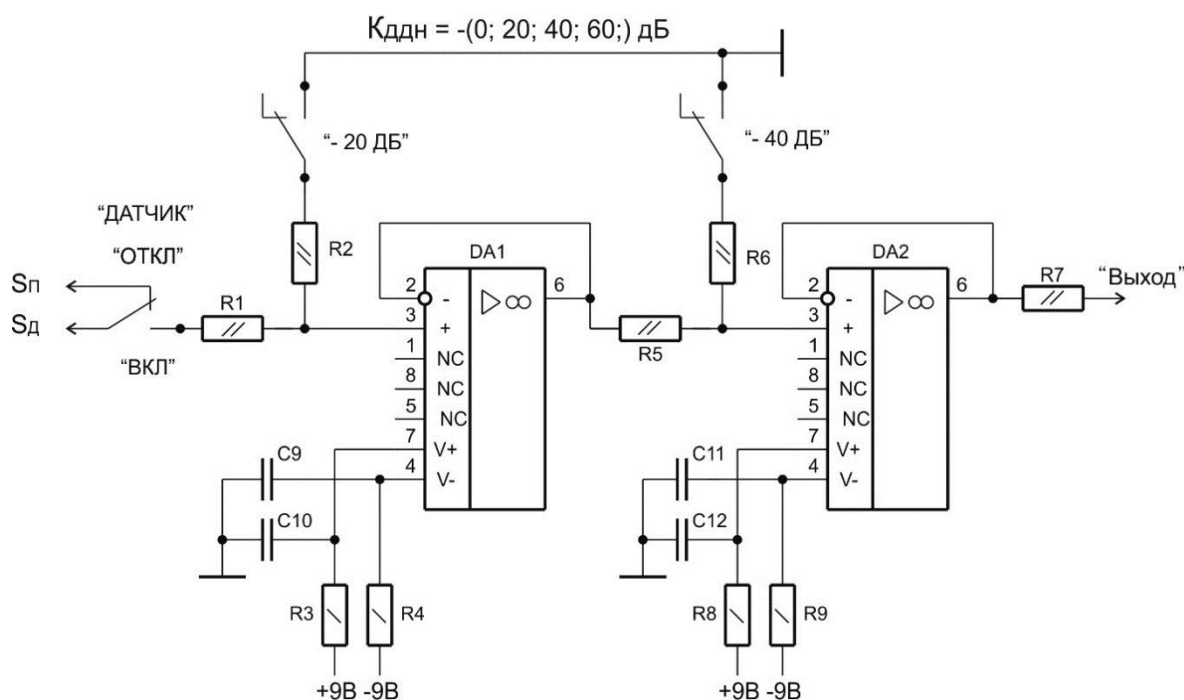 Kддн = -(0; 20; 40; 60;) дБ
“- 20 ДБ”
“- 40 ДБ”
“ДАТЧИК”
“ОТКЛ”
Sп
Sд
“ВКЛ”
R1
R2
DA1
2
-
3
+
1
NC
8
NC
5
NC
7
V+
4
V-
▷∞
6
R5
R6
DA2
2
-
3
+
1
NC
8
NC
5
NC
7
V+
4
V-
▷∞
6
R7
“Выход”
C9
C10
C11
C12
R3
R4
R8
R9
+9В -9В
+9В -9В